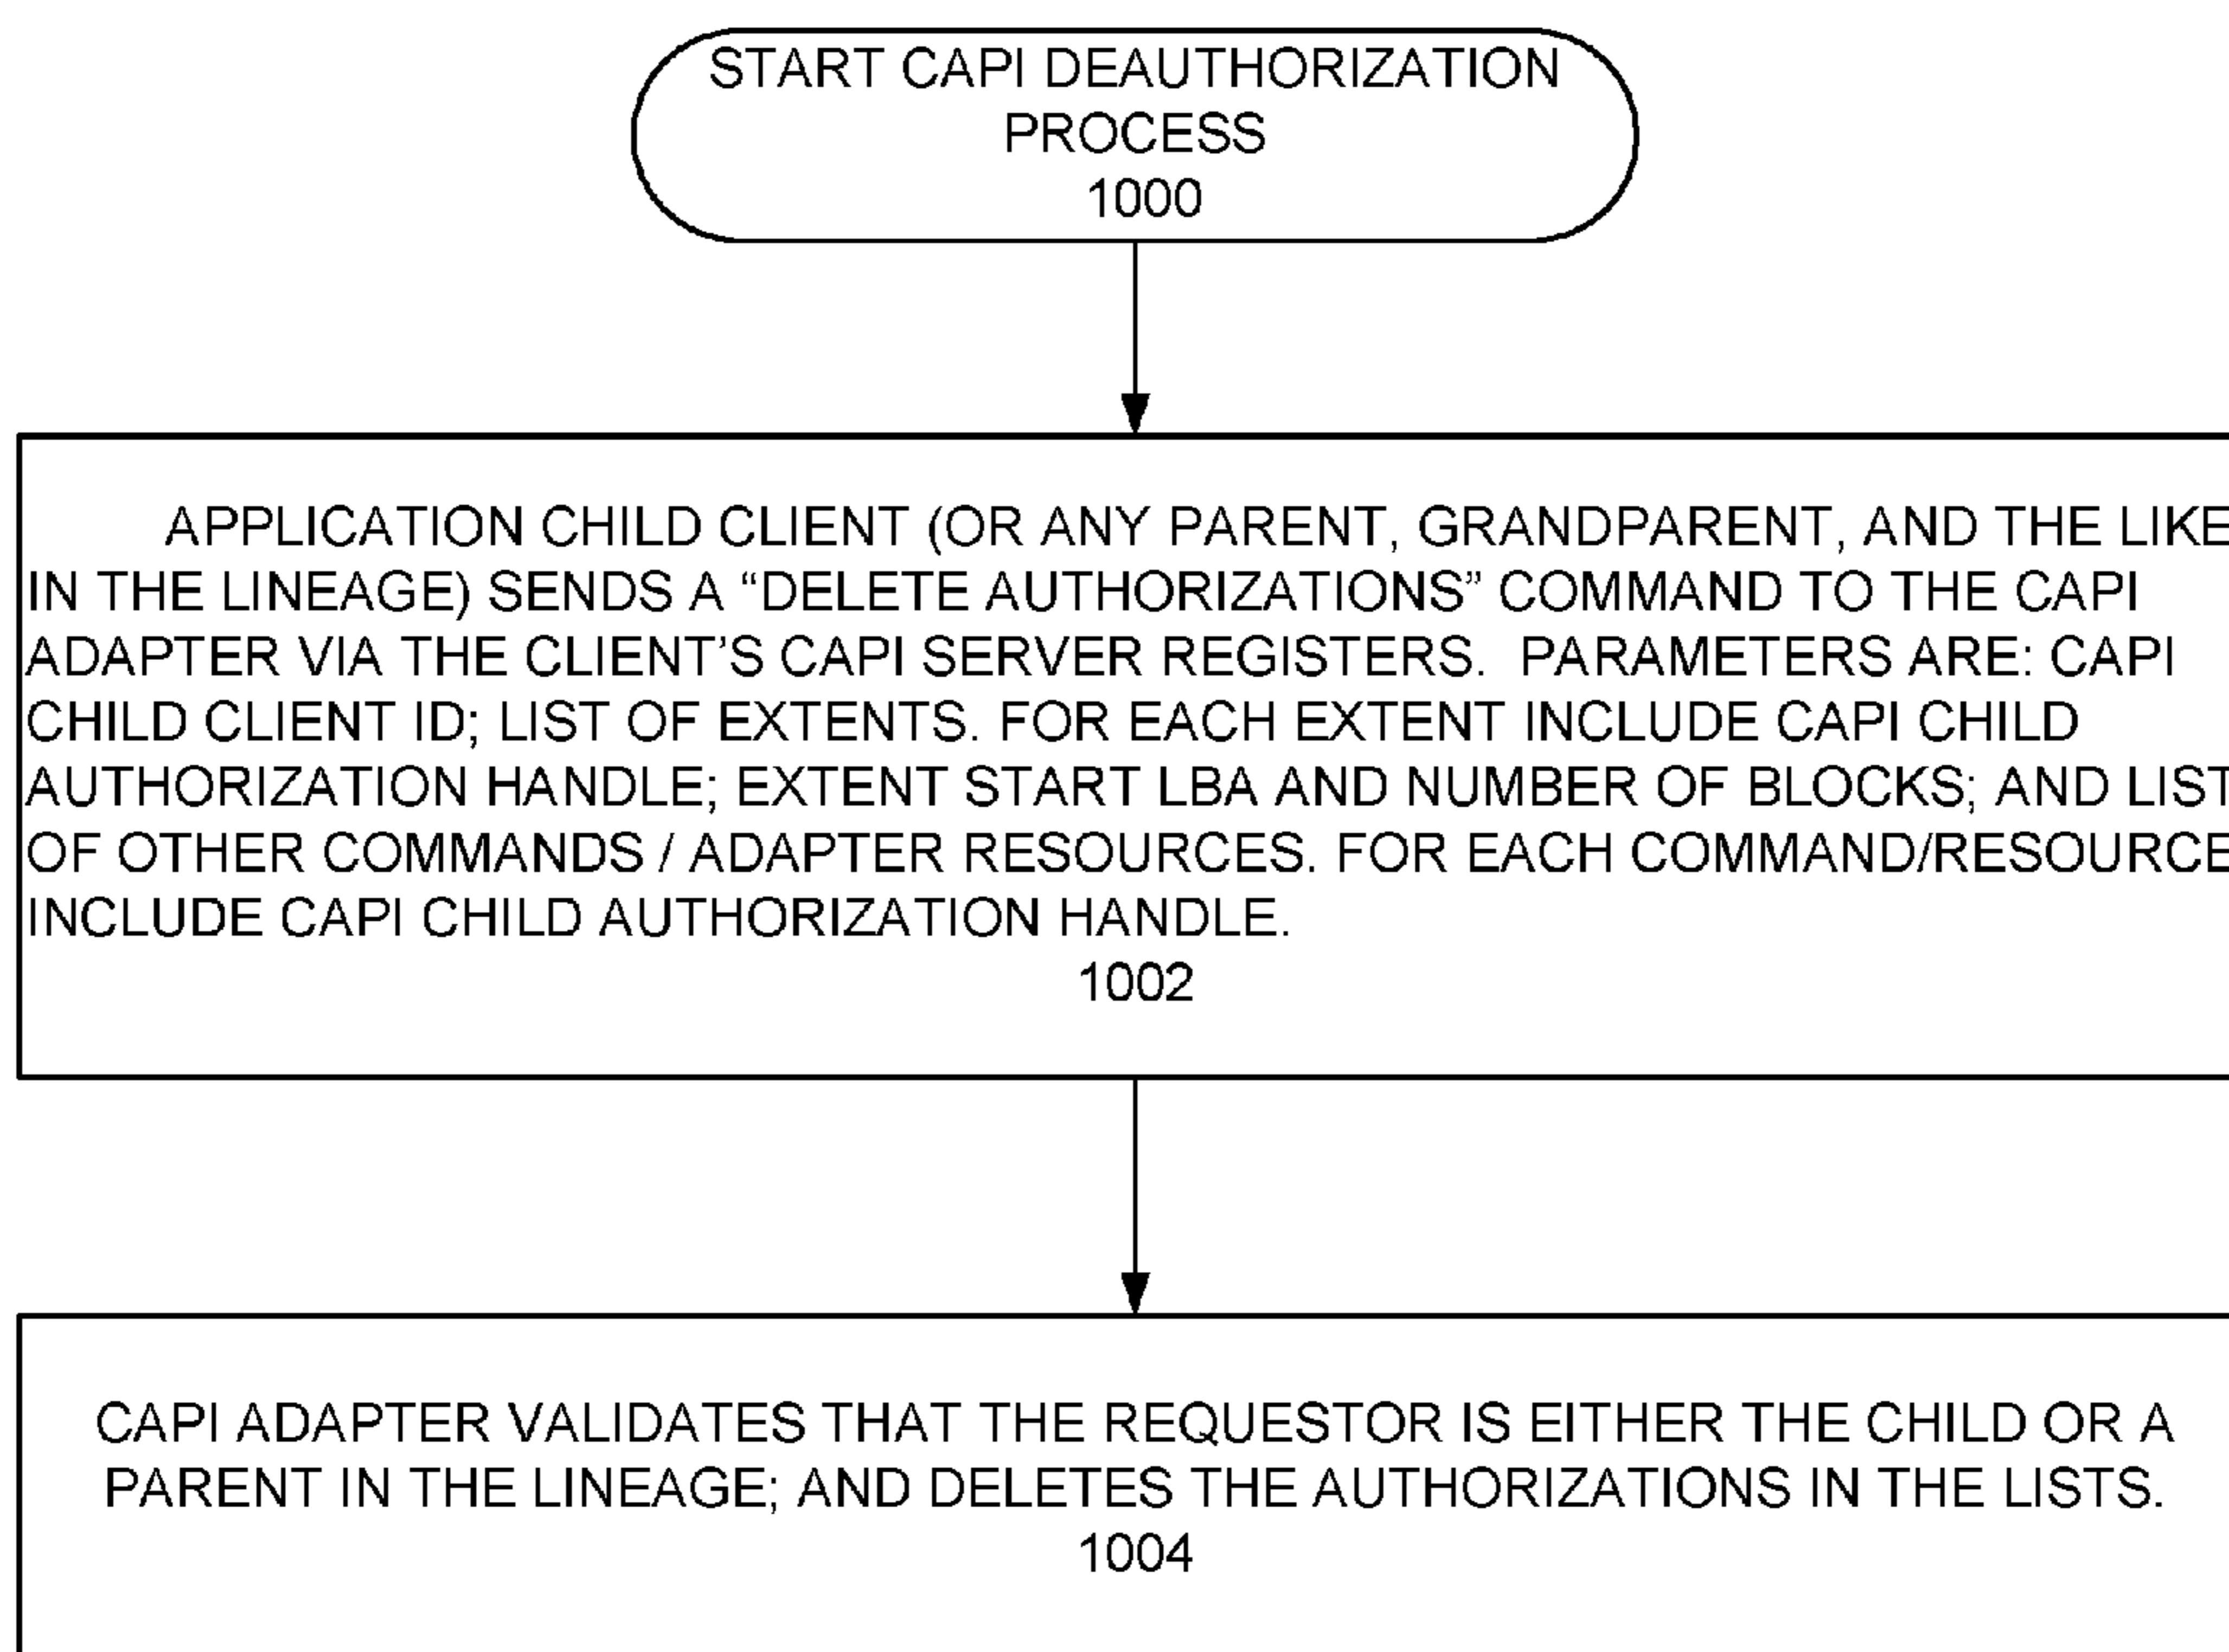 START CAPI DEAUTHORIZATION
PROCESS
1000
APPLICATION CHILD CLIENT (OR ANY PARENT, GRANDPARENT, AND THE LIKE
IN THE LINEAGE) SENDS A “DELETE AUTHORIZATIONS” COMMAND TO THE CAPI
ADAPTER VIA THE CLIENT’S CAPI SERVER REGISTERS. PARAMETERS ARE: CAPI
CHILD CLIENT ID; LIST OF EXTENTS. FOR EACH EXTENT INCLUDE CAPI CHILD
AUTHORIZATION HANDLE; EXTENT START LBA AND NUMBER OF BLOCKS; AND LIST
OF OTHER COMMANDS / ADAPTER RESOURCES. FOR EACH COMMAND/RESOURCE
INCLUDE CAPI CHILD AUTHORIZATION HANDLE.
1002
CAPI ADAPTER VALIDATES THAT THE REQUESTOR IS EITHER THE CHILD OR A
PARENT IN THE LINEAGE; AND DELETES THE AUTHORIZATIONS IN THE LISTS.
1004